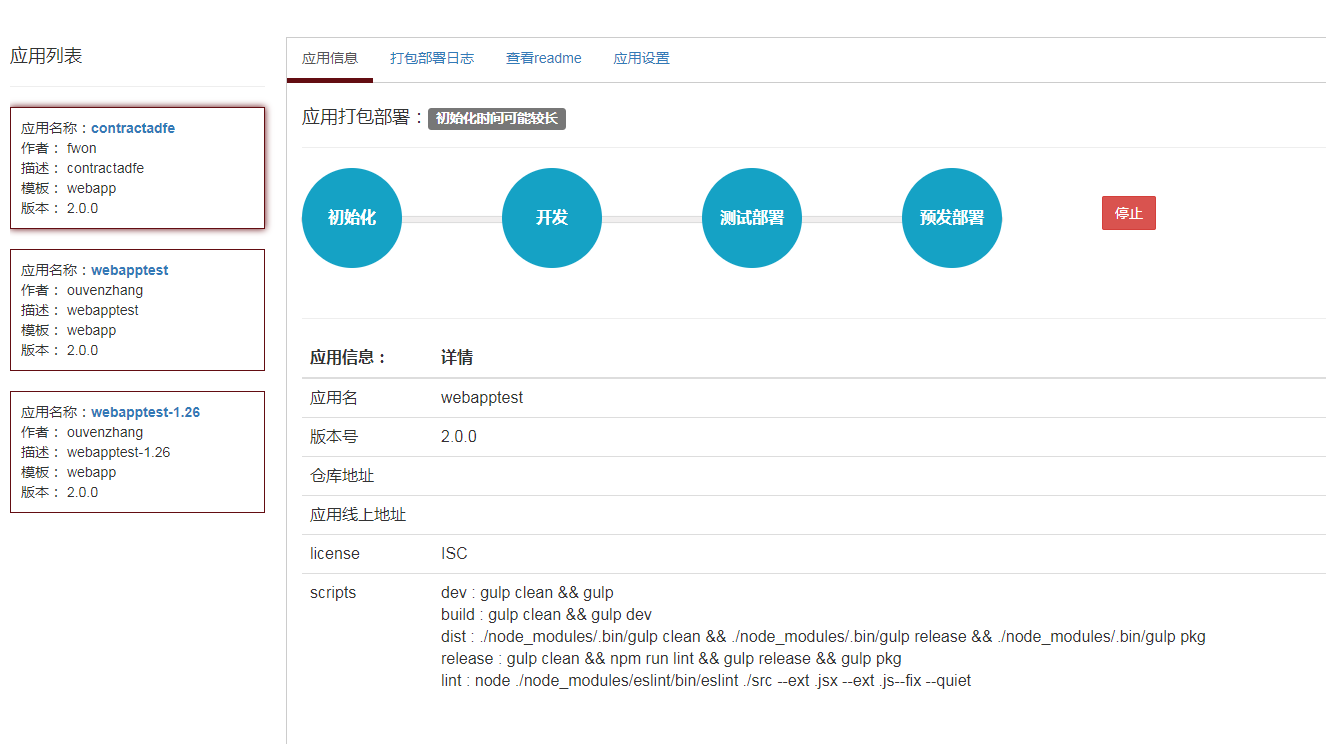 应用列表
应用名称：contractadfe
作者： fwon
描述： contractadfe
模板： webapp
版本： 2.0.0
应用名称：webapptest
作者： ouvenzhang
描述： webapptest
模板： webapp
版本： 2.0.0
应用名称：webapptest-1.26
作者： ouvenzhang
描述： webapptest-1.26
模板： webapp
版本： 2.0.0
应用信息 打包部署日志 查看readme 应用设置
应用打包部署： 初始化时间可能较长
初始化 开发 测试部署 预发部署 停止
应用信息： 详情
应用名 webapptest
版本号 2.0.0
仓库地址
应用线上地址
license ISC
scripts dev : gulp clean && gulp
build : gulp clean && gulp dev
dist : ./node_modules/.bin/gulp clean && ./node_modules/.bin/gulp release && ./node_modules/.bin/gulp pkg
release : gulp clean && npm run lint && gulp release && gulp pkg
lint : node ./node_modules/eslint/bin/eslint ./src --ext .jsx --ext .js--fix --quiet